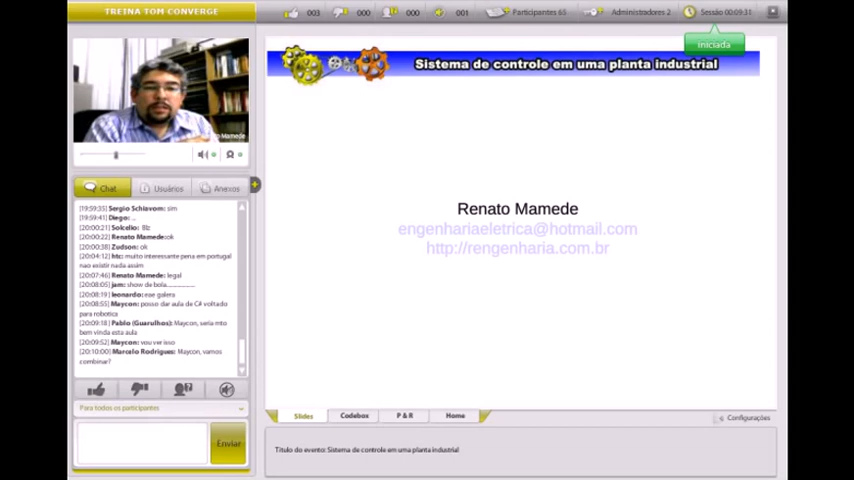 TREINA TOM CONVERGE
003
000
000
001
Participantes 65
Administradores 2
Sessão 00:09:31
iniciada
Sistema de controle em uma planta industrial
Mamede
Chat
Usuários
Anexos
[19:59:35] Sergio Schiavom: sim
[19:59:41] Diego: ..
[20:00:21] Solcelio: Blz
[20:00:22] Renato Mamede:ok
[20:00:38] Zudson: ok
[20:04:12] htc: muito interessante pena em portugal
nao existir nada assim
[20:07:46] Renato Mamede: legal
[20:08:05] jam: show de bola................
[20:08:19] leonardo: eae galera
[20:08:55] Maycon: posso dar aula de C# voltado
para robotica
[20:09:18] Pablo (Guarulhos): Maycon, seria mto
bem vinda esta aula
[20:09:52] Maycon: vou ver isso
[20:10:00] Marcalo Rodrigues: Maycon, vamos
combinar?
Para todos os participantes
Enviar
Renato Mamede
engenhariaeletrica@hotmail.com
http://rengenharia.com.br
Slides
Codebox
P & R
Home
Configurações
Título do evento: Sistema de controle em uma planta industrial